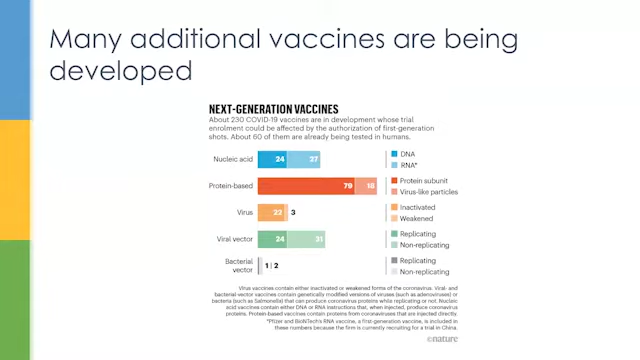 Many additional vaccines are being
developed
NEXT-GENERATION VACCINES
About 230 COVID-19 vaccines are in development whose trial
enrolment could be affected by the authorization of first-generation
shots. About 60 of them are already being tested in humans.
Nucleic acid 24 37 DNA
RNA*
Protein-based 79 18 Protein subunit
Virus-like particles
Virus 22 3 Inactivated
Weakened
Viral vector 24 31 Replicating
Non-replicating
Bacterial
vector 1 2 Replicating
Non-replicating
Virus vaccines contain either inactivated or weakened forms of the coronavirus. Viral- and
bacterial-vector vaccines contain genetically modified versions of viruses (such as adenoviruses) or
bacteria (such as Salmonella) that can produce coronavirus proteins while replicating or not. Nucleic
acid vaccines contain either DNA or RNA instructions that, when injected, produce coronavirus
proteins. Protein-based vaccines contain proteins from coronaviruses that are injected directly.
*Pfizer and BioNTech's RNA vaccine, a first-generation vaccine, is included in
these numbers because the firm is currently recruiting for a trial in China.
©nature